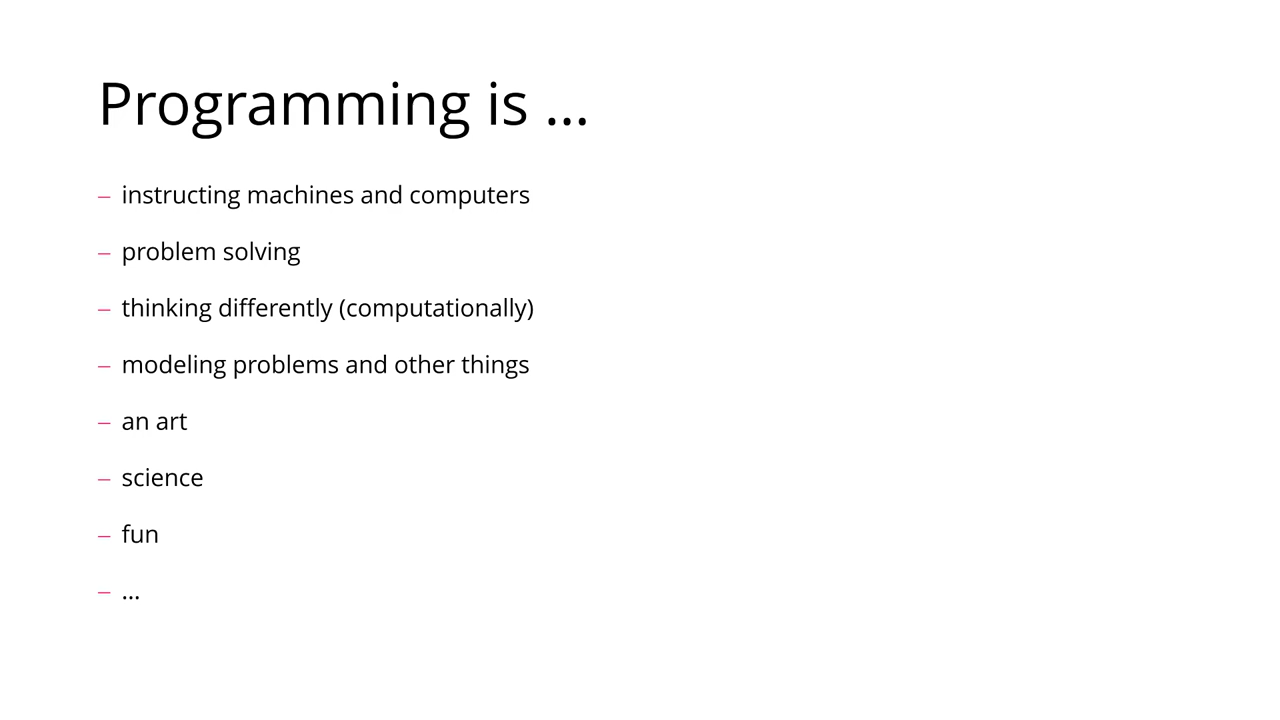 Programming is ...
– instructing machines and computers
– problem solving
– thinking differently (computationally)
– modeling problems and other things
– an art
– science
– fun
– ...